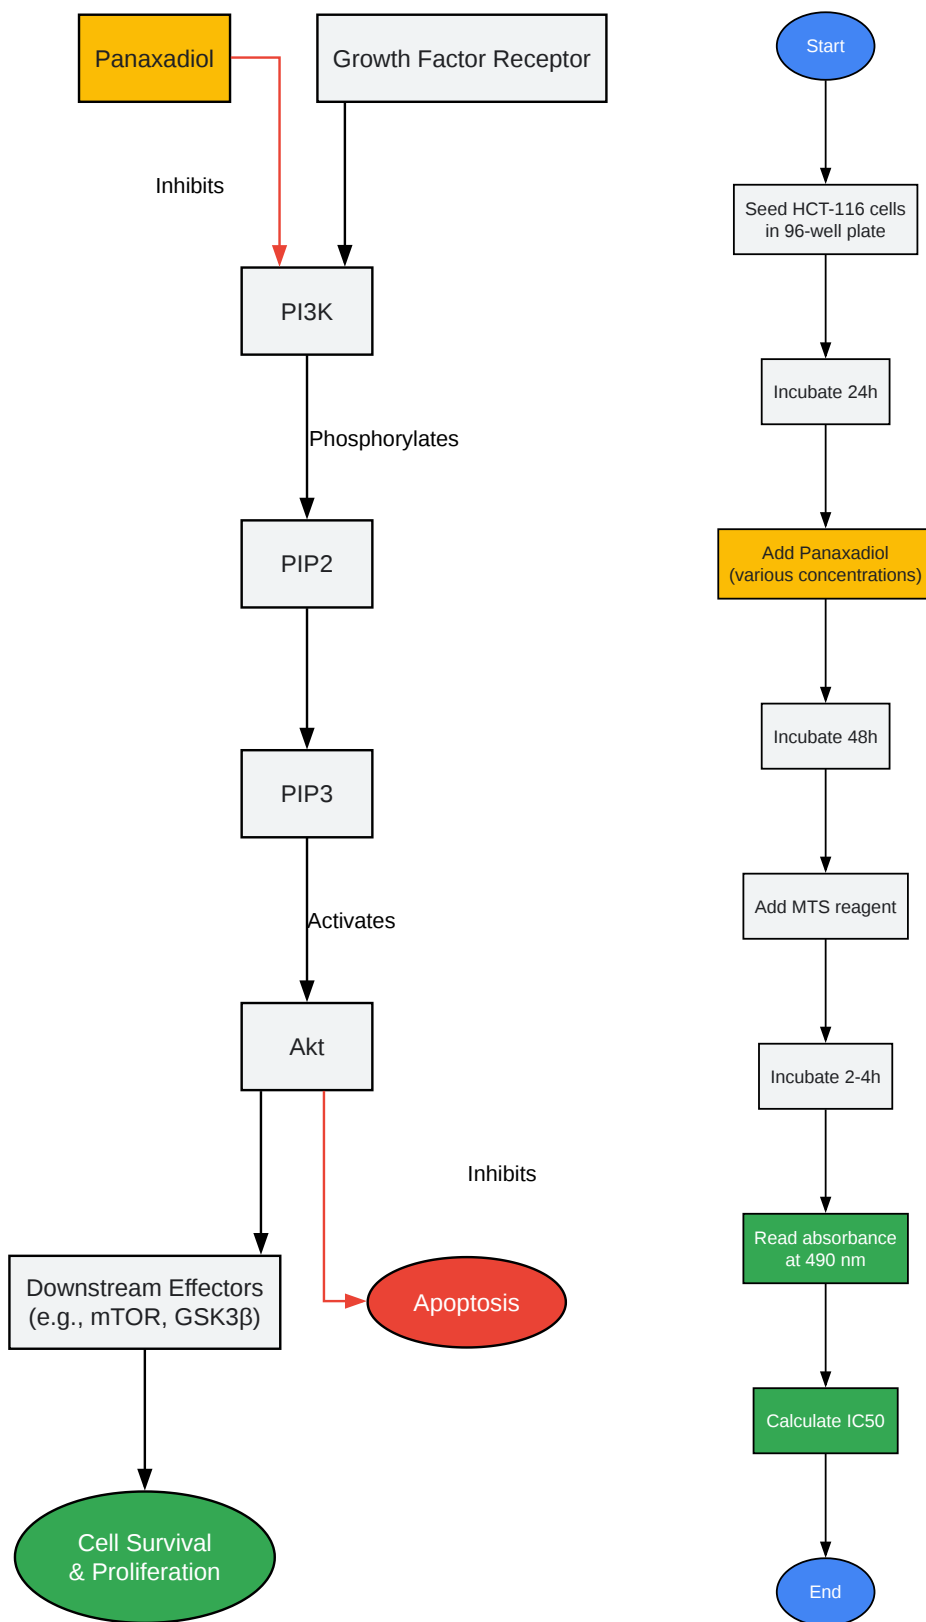 Panaxadiol
Growth Factor Receptor
Inhibits
PI3K
Phosphorylates
PIP2
PIP3
Activates
Akt
Inhibits
Downstream Effectors
(e.g., mTOR, GSK3β)
Apoptosis
Cell Survival
& Proliferation
Start
Seed HCT-116 cells
in 96-well plate
Incubate 24h
Add Panaxadiol
(various concentrations)
Incubate 48h
Add MTS reagent
Incubate 2-4h
Read absorbance
at 490 nm
Calculate IC50
End